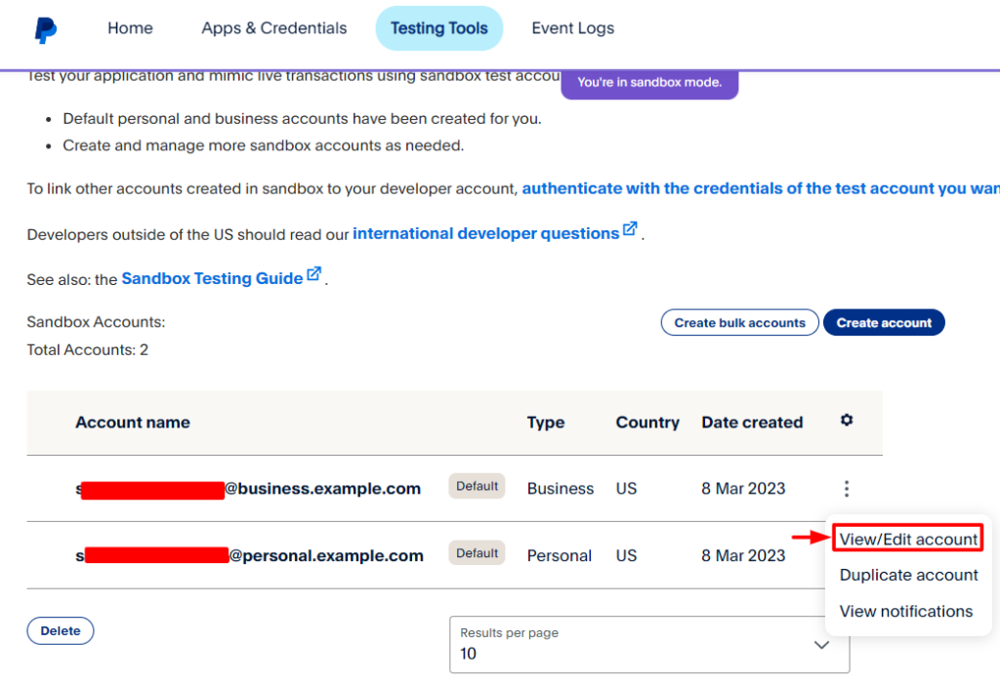 Home Apps & Credentials Testing Tools Event Logs
Test your application and mimic live transactions using sandbox test accou
You're in sandbox mode.
Default personal and business accounts have been created for you.
Create and manage more sandbox accounts as needed.
To link other accounts created in sandbox to your developer account, authenticate with the credentials of the test account you wan
Developers outside of the US should read our international developer questions .
See also: the Sandbox Testing Guide .
Sandbox Accounts:
Create bulk accounts Create account
Total Accounts: 2
Account name Type Country Date created
s @business.example.com Default Business US 8 Mar 2023
View/Edit account
s @personal.example.com Default Personal US 8 Mar 2023
Duplicate account
View notifications
Delete
Results per page
10